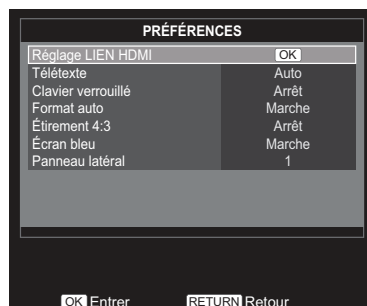 PRÉFÉRENCES
Réglage LIEN HDMI OK
Télétexte Auto
Clavier verrouillé Arrêt
Format auto Marche
Étirement 4:3 Arrêt
Écran bleu Marche
Panneau latéral 1
OK Entrer RETURN Retour